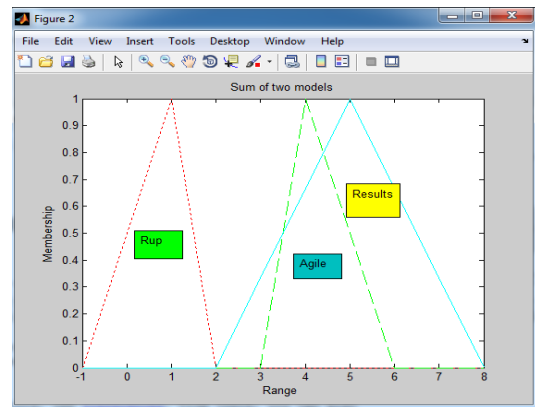 Figure 2
File Edit View Insert Tools Desktop Window Help
Sum of two models
1
0.9
0.8
0.7
0.6
0.5
0.4
0.3
0.2
0.1
0
Membership
Rup
Agile
Results
-1 0 1 2 3 4 5 6 7 8
Range